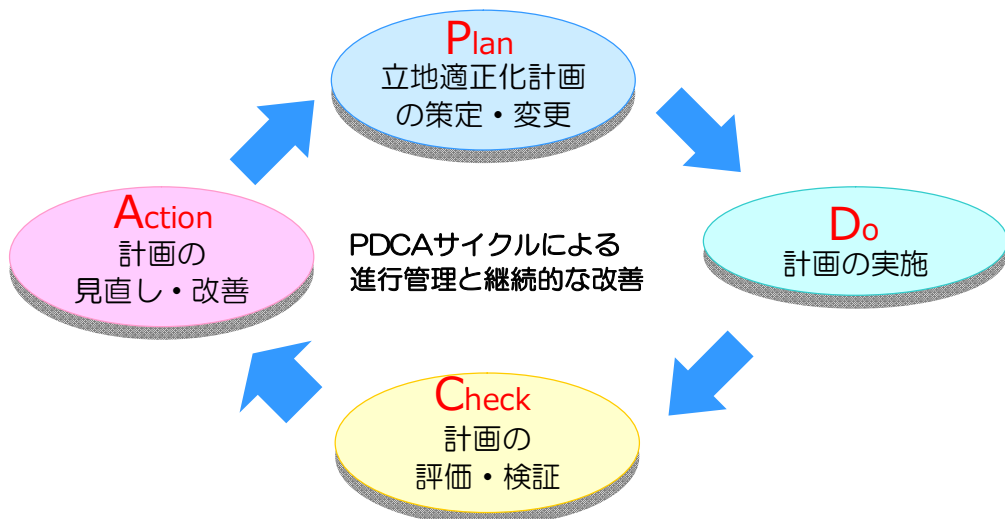 Plan
立地適正化計画
の策定・変更
Do
計画の実施
Check
計画の
評価・検証
Action
計画の
見直し・改善
PDCAサイクルによる
進行管理と継続的な改善